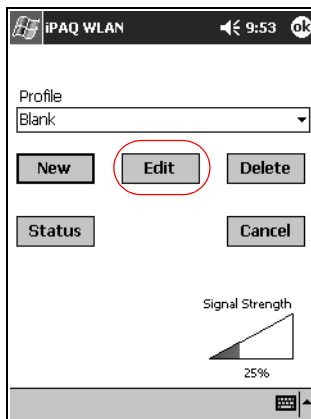 iPAQ WLAN 9:53 ok
Profile
Blank
New Edit Delete
Status Cancel
Signal Strength
25%